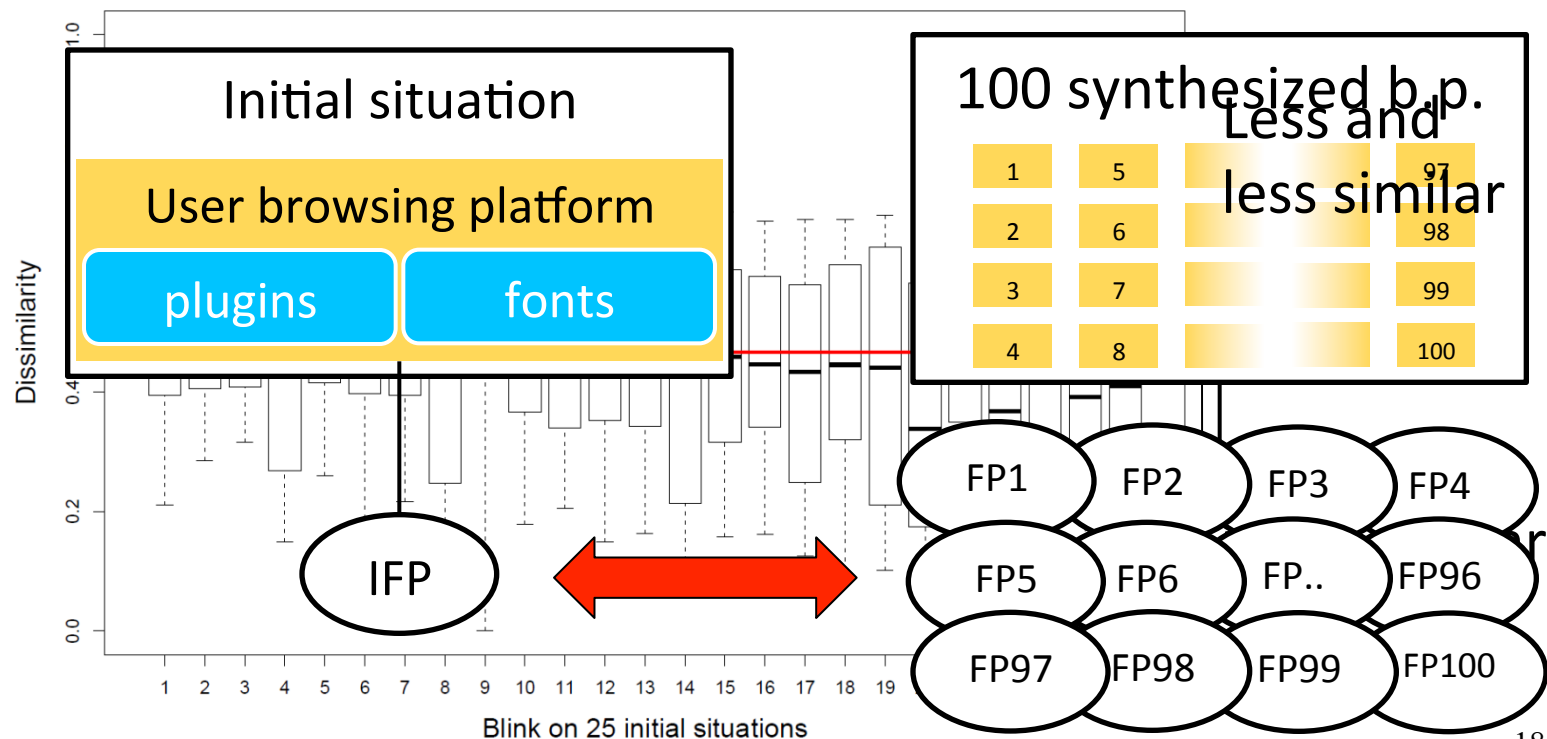 1.0
Initial situation
User browsing platform
plugins fonts
100 synthesized b.p.
Less and
less similar
1 5 97
2 6 98
3 7 99
4 8 100
Dissimilarity
0.4
0.2
0.0
IFP
FP1 FP2 FP3 FP4
FP5 FP6 FP.. FP96
FP97 FP98 FP99 FP100
1 2 3 4 5 6 7 8 9 10 11 12 13 14 15 16 17 18 19
Blink on 25 initial situations
18